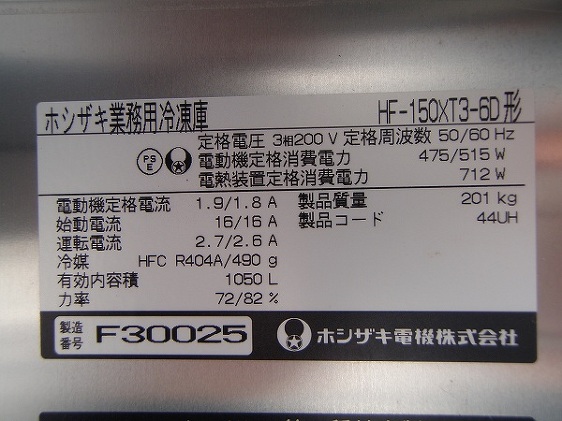 ホシザキ業務用冷凍庫 HF-150XT3-6D形
定格電圧 3相200V 定格周波数 50/60 Hz
PS E 電動機定格消費電力 475/515 W
電熱装置定格消費電力 712 W
電動機定格電流 1.9/1.8 A 製品質量 201 kg
始動電流 16/16 A 製品コード 44UH
運転電流 2.7/2.6 A
冷媒 HFC R404A/490 g
有効内容積 1050 L
力率 72/82 %
製造番号 F30025 ホシザキ電機株式会社